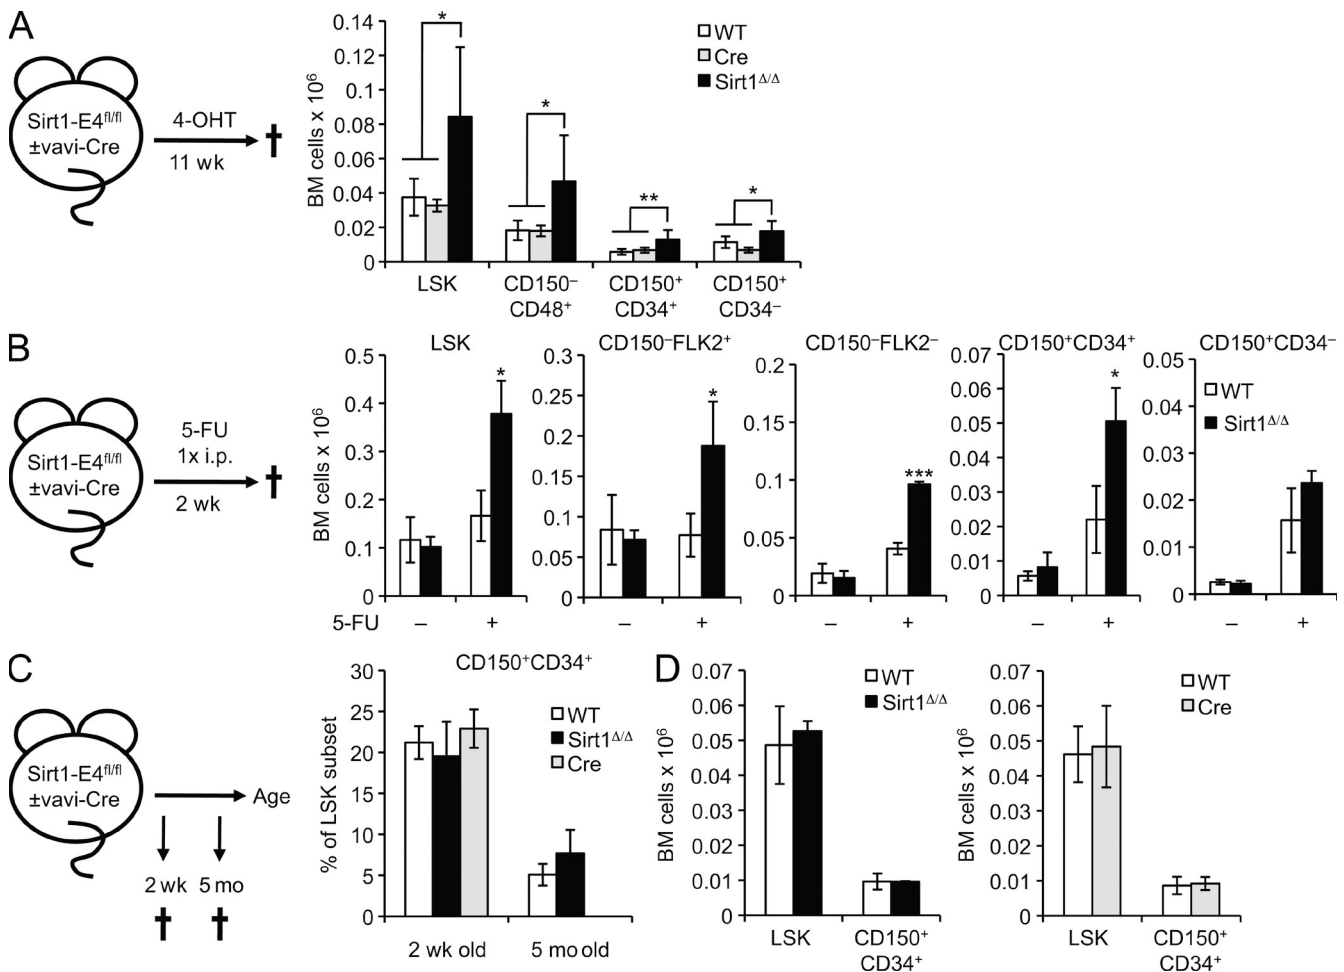 A
Sirt1-E4fl/fl
±vavi-Cre
4-OHT
11 wk
BM cells x 10⁶
0.14
0.12
0.10
0.08
0.06
0.04
0.02
0
*
*
**
*
WT
Cre
Sirt1Δ/Δ
LSK
CD150⁻
CD48⁺
CD150⁺
CD34⁺
CD150⁺
CD34⁻
B
Sirt1-E4fl/fl
±vavi-Cre
5-FU
1x i.p.
2 wk
BM cells x 10⁶
LSK
0.5
0.4
0.3
0.2
0.1
0
*
5-FU
– +
CD150⁻FLK2⁺
0.3
0.25
0.2
0.15
0.1
0.05
0
*
– +
CD150⁻FLK2⁻
0.2
0.15
0.1
0.05
0
***
– +
CD150⁺CD34⁺
0.07
0.06
0.05
0.04
0.03
0.02
0.01
0
*
– +
CD150⁺CD34⁻
0.05
0.04
0.03
0.02
0.01
0
WT
Sirt1Δ/Δ
– +
C
Sirt1-E4fl/fl
±vavi-Cre
Age
2 wk 5 mo
CD150⁺CD34⁺
% of LSK subset
30
25
20
15
10
5
0
WT
Sirt1Δ/Δ
Cre
2 wk old 5 mo old
D
BM cells x 10⁶
0.07
0.06
0.05
0.04
0.03
0.02
0.01
0
WT
Sirt1Δ/Δ
LSK
CD150⁺
CD34⁺
BM cells x 10⁶
0.07
0.06
0.05
0.04
0.03
0.02
0.01
0
WT
Cre
LSK
CD150⁺
CD34⁺